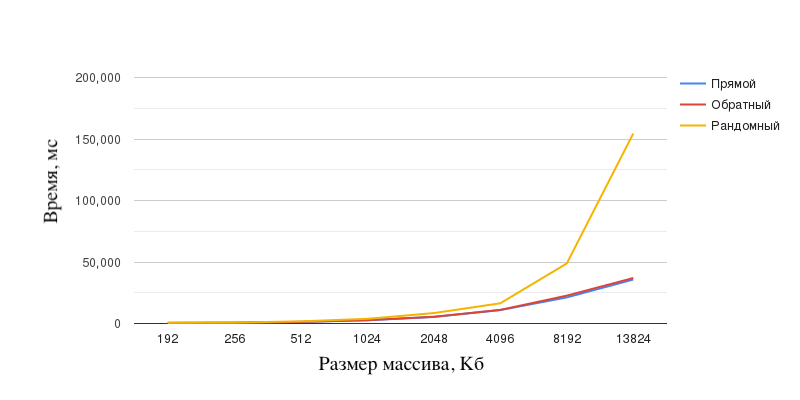 200,000
150,000
100,000
50,000
0
Время, мс
192 256 512 1024 2048 4096 8192 13824
Размер массива, Кб
Прямой
Обратный
Рандомный